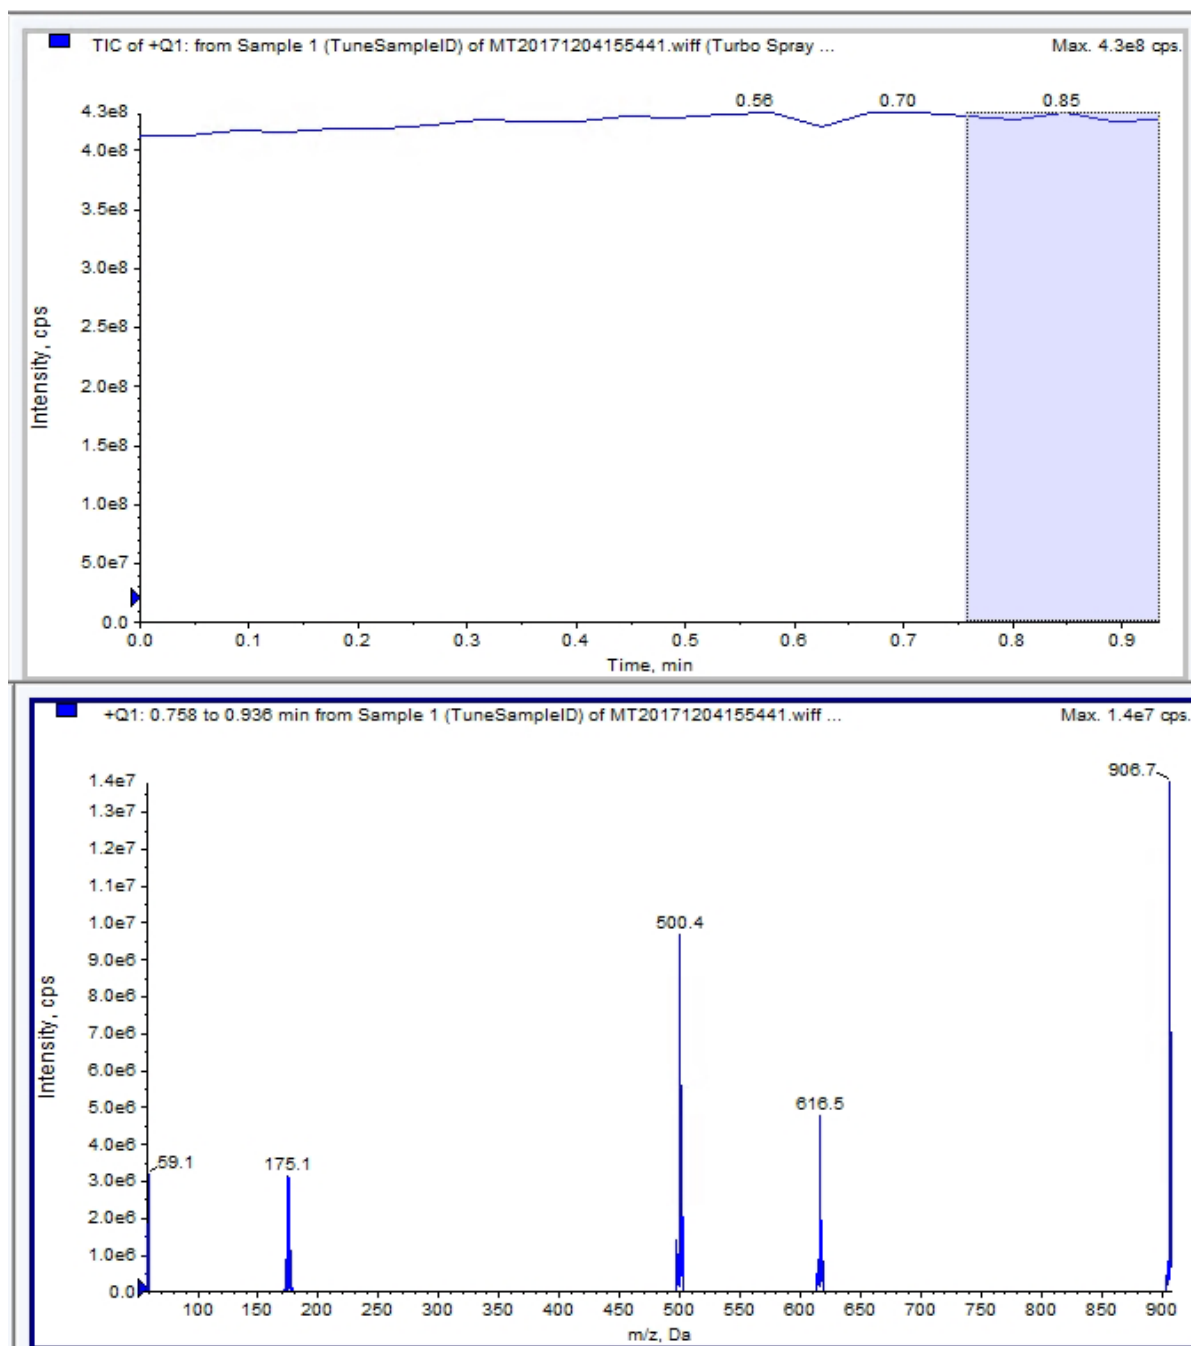 TIC of +Q1: from Sample 1 (TuneSampleID) of MT20171204155441.wiff (Turbo Spray ...
Max. 4.3e8 cps.
0.56 0.70 0.85
4.3e8
4.0e8
3.5e8
3.0e8
2.5e8
2.0e8
1.5e8
1.0e8
5.0e7
0.0
Intensity, cps
0.0 0.1 0.2 0.3 0.4 0.5 0.6 0.7 0.8 0.9
Time, min
+Q1: 0.758 to 0.936 min from Sample 1 (TuneSampleID) of MT20171204155441.wiff ...
Max. 1.4e7 cps.
906.7
500.4
616.5
59.1
175.1
1.4e7
1.3e7
1.2e7
1.1e7
1.0e7
9.0e6
8.0e6
7.0e6
6.0e6
5.0e6
4.0e6
3.0e6
2.0e6
1.0e6
0.0
Intensity, cps
100 150 200 250 300 350 400 450 500 550 600 650 700 750 800 850 900
m/z, Da